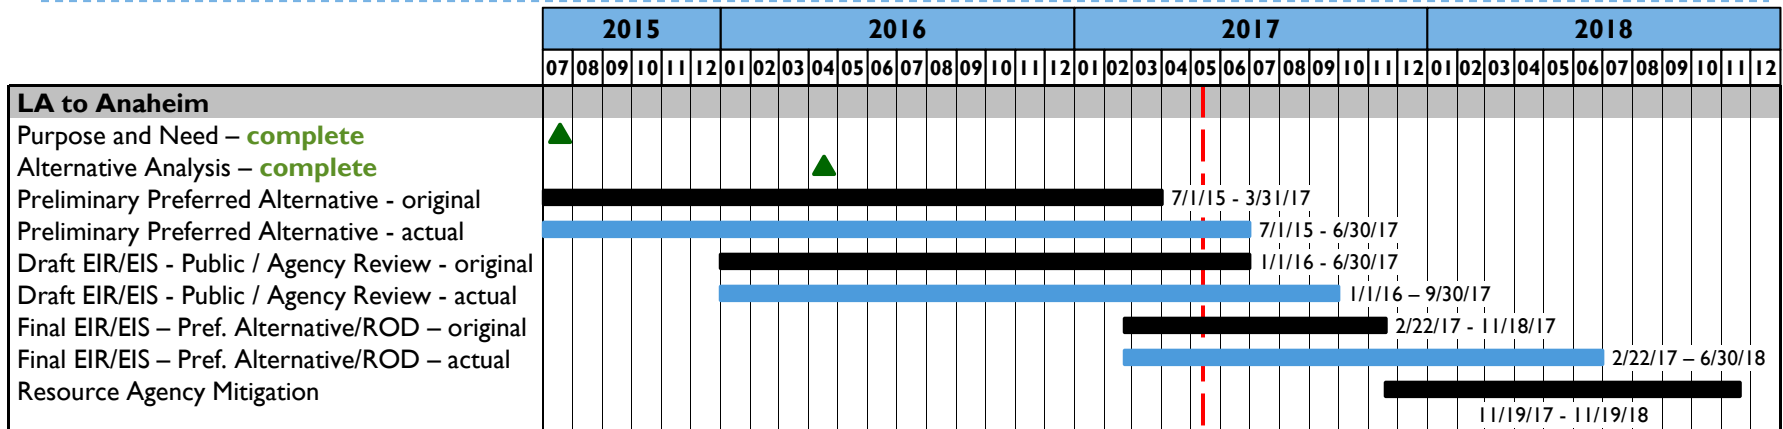 2015 2016 2017 2018
07 08 09 10 11 12 01 02 03 04 05 06 07 08 09 10 11 12 01 02 03 04 05 06 07 08 09 10 11 12 01 02 03 04 05 06 07 08 09 10 11 12
LA to Anaheim
Purpose and Need – complete
Alternative Analysis – complete
Preliminary Preferred Alternative - original 7/1/15 - 3/31/17
Preliminary Preferred Alternative - actual 7/1/15 - 6/30/17
Draft EIR/EIS - Public / Agency Review - original 1/1/16 - 6/30/17
Draft EIR/EIS - Public / Agency Review - actual 1/1/16 – 9/30/17
Final EIR/EIS – Pref. Alternative/ROD – original 2/22/17 - 11/18/17
Final EIR/EIS – Pref. Alternative/ROD – actual 2/22/17 – 6/30/18
Resource Agency Mitigation
11/19/17 - 11/19/18